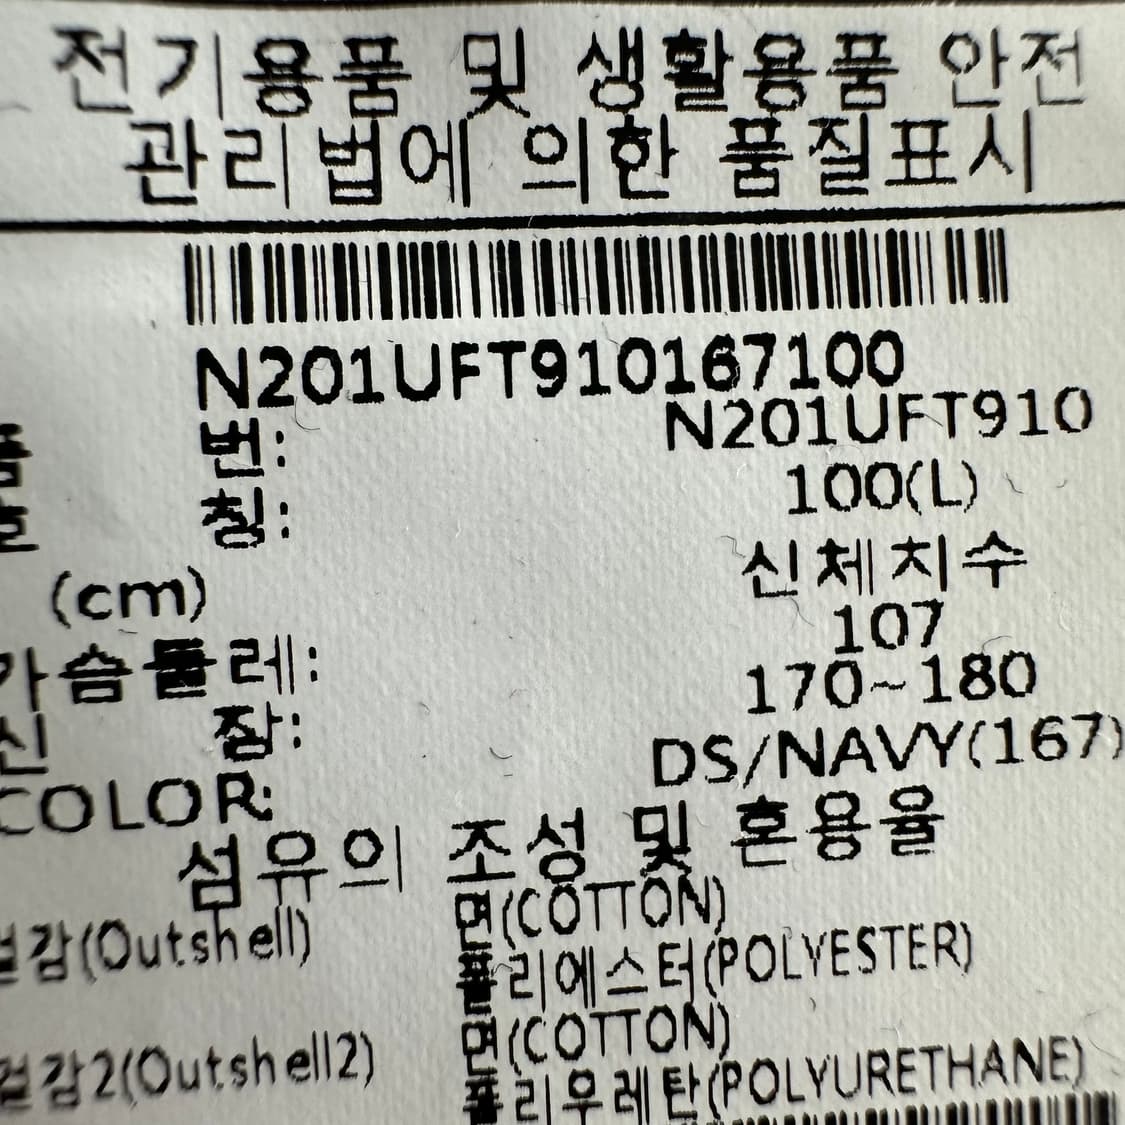 전기용품 및 생활용품 안전
관리법에 의한 품질표시
N201UFT910167100
번: N201UFT910
칭: 100(L)
(cm) 신체치수
가슴둘레: 107
신 장: 170~180
COLOR: DS/NAVY(167)
섬유의 조성 및 혼용율
겉감(Outshell) 면(COTTON)
폴리에스터(POLYESTER)
겉감2(Outshell2) 면(COTTON)
폴리우레탄(POLYURETHANE)